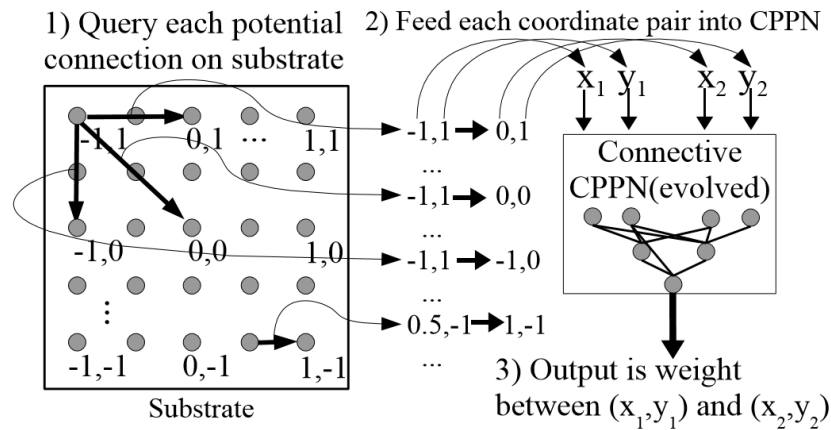 1) Query each potential
connection on substrate
2) Feed each coordinate pair into CPPN
x₁ y₁ x₂ y₂
-1,1 0,1 ... 1,1
-1,0 0,0 1,0
⋮
-1,-1 0,-1 1,-1
Substrate
-1,1 0,1
...
-1,1 0,0
...
-1,1 -1,0
...
0.5,-1 1,-1
...
Connective
CPPN(evolved)
3) Output is weight
between (x₁,y₁) and (x₂,y₂)